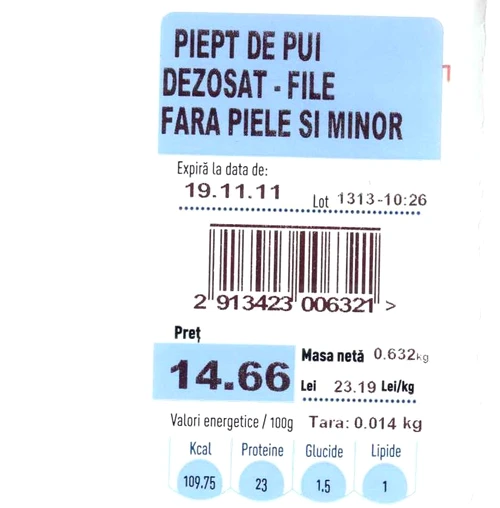 PIEPT DE PUI
DEZOSAT - FILE
FARA PIELE SI MINOR
Expiră la data de:
19.11.11 Lot 1313-10:26
2 913423 006321 >
Preţ
14.66
Masa netă 0.632kg
Lei 23.19 Lei/kg
Valori energetice / 100g Tara: 0.014 kg
Kcal Proteine Glucide Lipide
109.75 23 1.5 1